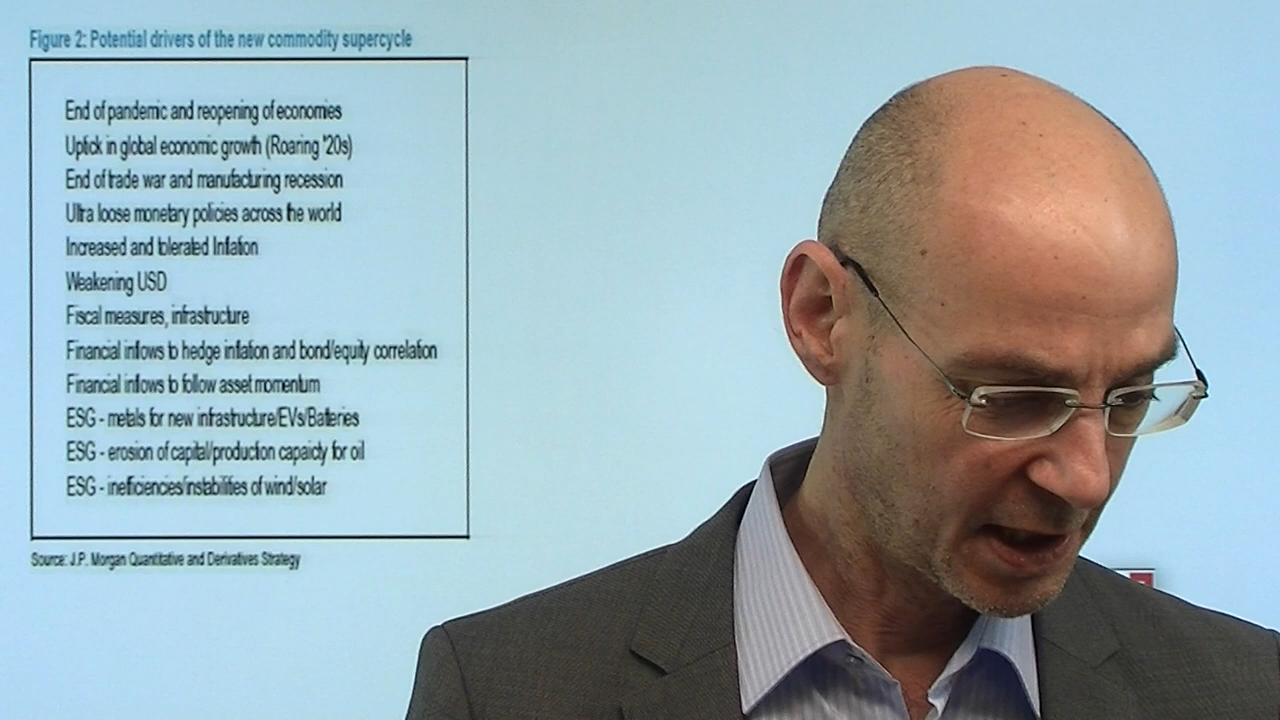 Figure 2: Potential drivers of the new commodity supercycle
End of pandemic and reopening of economies
Uptick in global economic growth (Roaring '20s)
End of trade war and manufacturing recession
Ultra loose monetary policies across the world
Increased and tolerated Inflation
Weakening USD
Fiscal measures, infrastructure
Financial inflows to hedge inflation and bond/equity correlation
Financial inflows to follow asset momentum
ESG - metals for new infrastructure/EVs/Batteries
ESG - erosion of capital/production capaicty for oil
ESG - inefficiencies/instabilities of wind/solar
Source: J.P. Morgan Quantitative and Derivatives Strategy